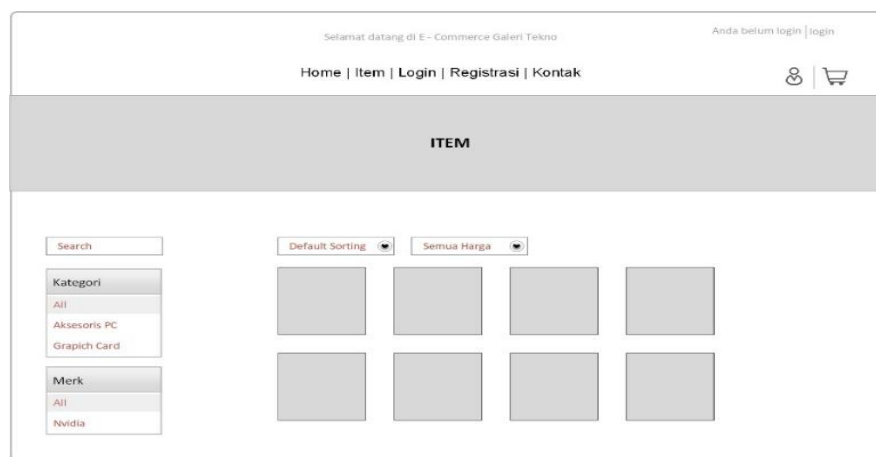 Selamat datang di E - Commerce Galeri Tekno
Anda belum login | login
Home | Item | Login | Registrasi | Kontak
ITEM
Search
Default Sorting
Semua Harga
Kategori
All
Aksesoris PC
Grapich Card
Merk
All
Nvidia